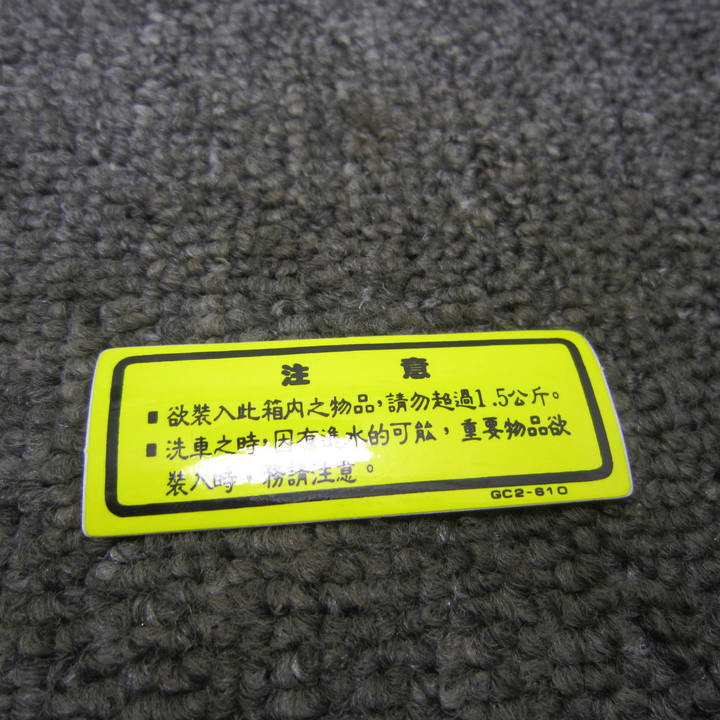 注 意
▪ 欲裝入此箱內之物品,請勿超過1.5公斤。
▪ 洗車之時,因有進水的可能,重要物品欲
裝入時,務請注意。
GC2-610